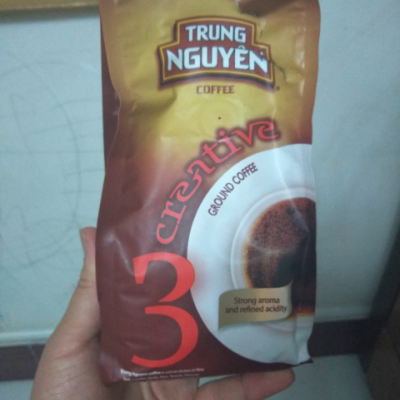 TRUNG
NGUYÊN
®
COFFEE
creative
GROUND COFFEE
3
Strong aroma
and refined acidity